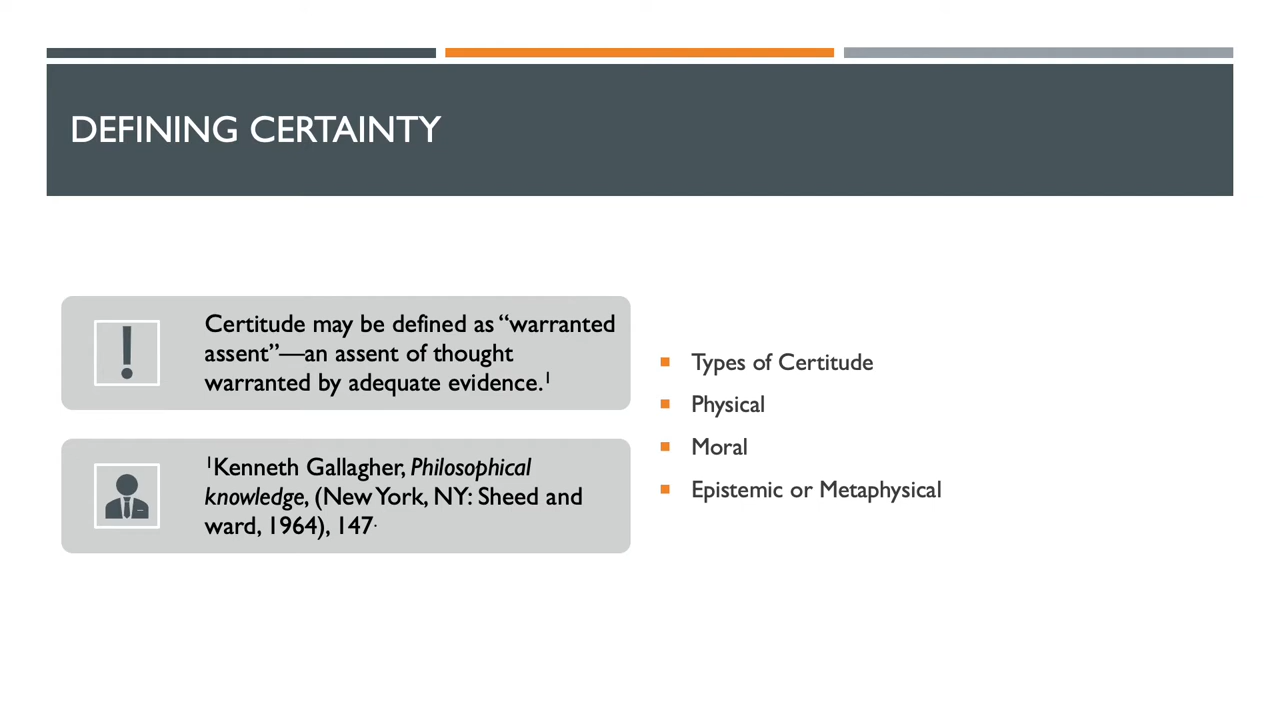 DEFINING CERTAINTY
Certitude may be defined as “warranted
assent”—an assent of thought
warranted by adequate evidence.¹
¹Kenneth Gallagher, Philosophical
knowledge, (New York, NY: Sheed and
ward, 1964), 147.
Types of Certitude
Physical
Moral
Epistemic or Metaphysical